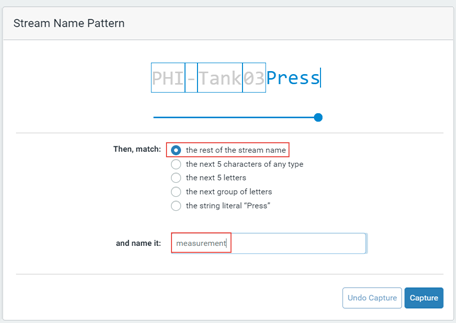 Stream Name Pattern
PHI-Tank03Press
Then, match:
the rest of the stream name
the next 5 characters of any type
the next 5 letters
the next group of letters
the string literal "Press"
and name it:
measurement
Undo Capture
Capture